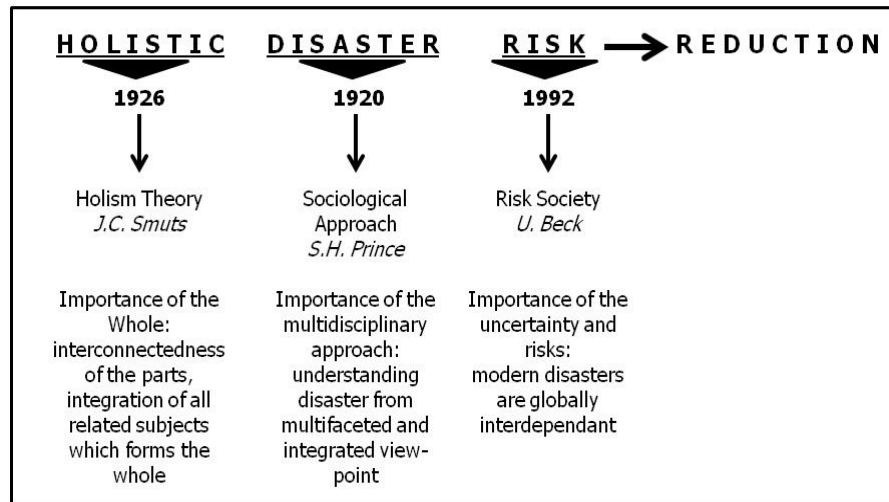 HOLISTIC DISASTER RISK REDUCTION
1926
Holism Theory
J.C. Smuts
Importance of the
Whole:
interconnectedness
of the parts,
integration of all
related subjects
which forms the
whole
1920
Sociological
Approach
S.H. Prince
Importance of the
multidisciplinary
approach:
understanding
disaster from
multifaceted and
integrated view-
point
1992
Risk Society
U. Beck
Importance of the
uncertainty and
risks:
modern disasters
are globally
interdependant